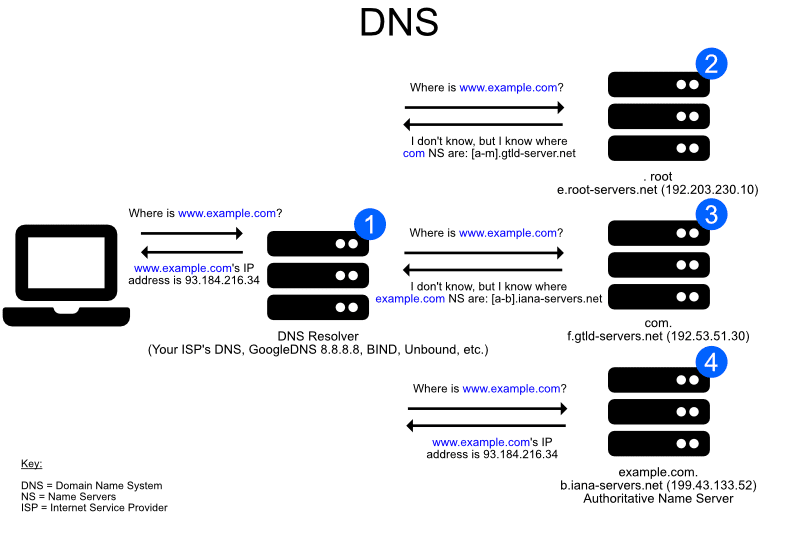 DNS
2
Where is www.example.com?
I don't know, but I know where
com NS are: [a-m].gtld-server.net
. root
e.root-servers.net (192.203.230.10)
1
Where is www.example.com?
www.example.com's IP
address is 93.184.216.34
DNS Resolver
(Your ISP's DNS, GoogleDNS 8.8.8.8, BIND, Unbound, etc.)
3
Where is www.example.com?
I don't know, but I know where
example.com NS are: [a-b].iana-servers.net
com.
f.gtld-servers.net (192.53.51.30)
4
Where is www.example.com?
www.example.com's IP
address is 93.184.216.34
example.com.
b.iana-servers.net (199.43.133.52)
Authoritative Name Server
Key:
DNS = Domain Name System
NS = Name Servers
ISP = Internet Service Provider